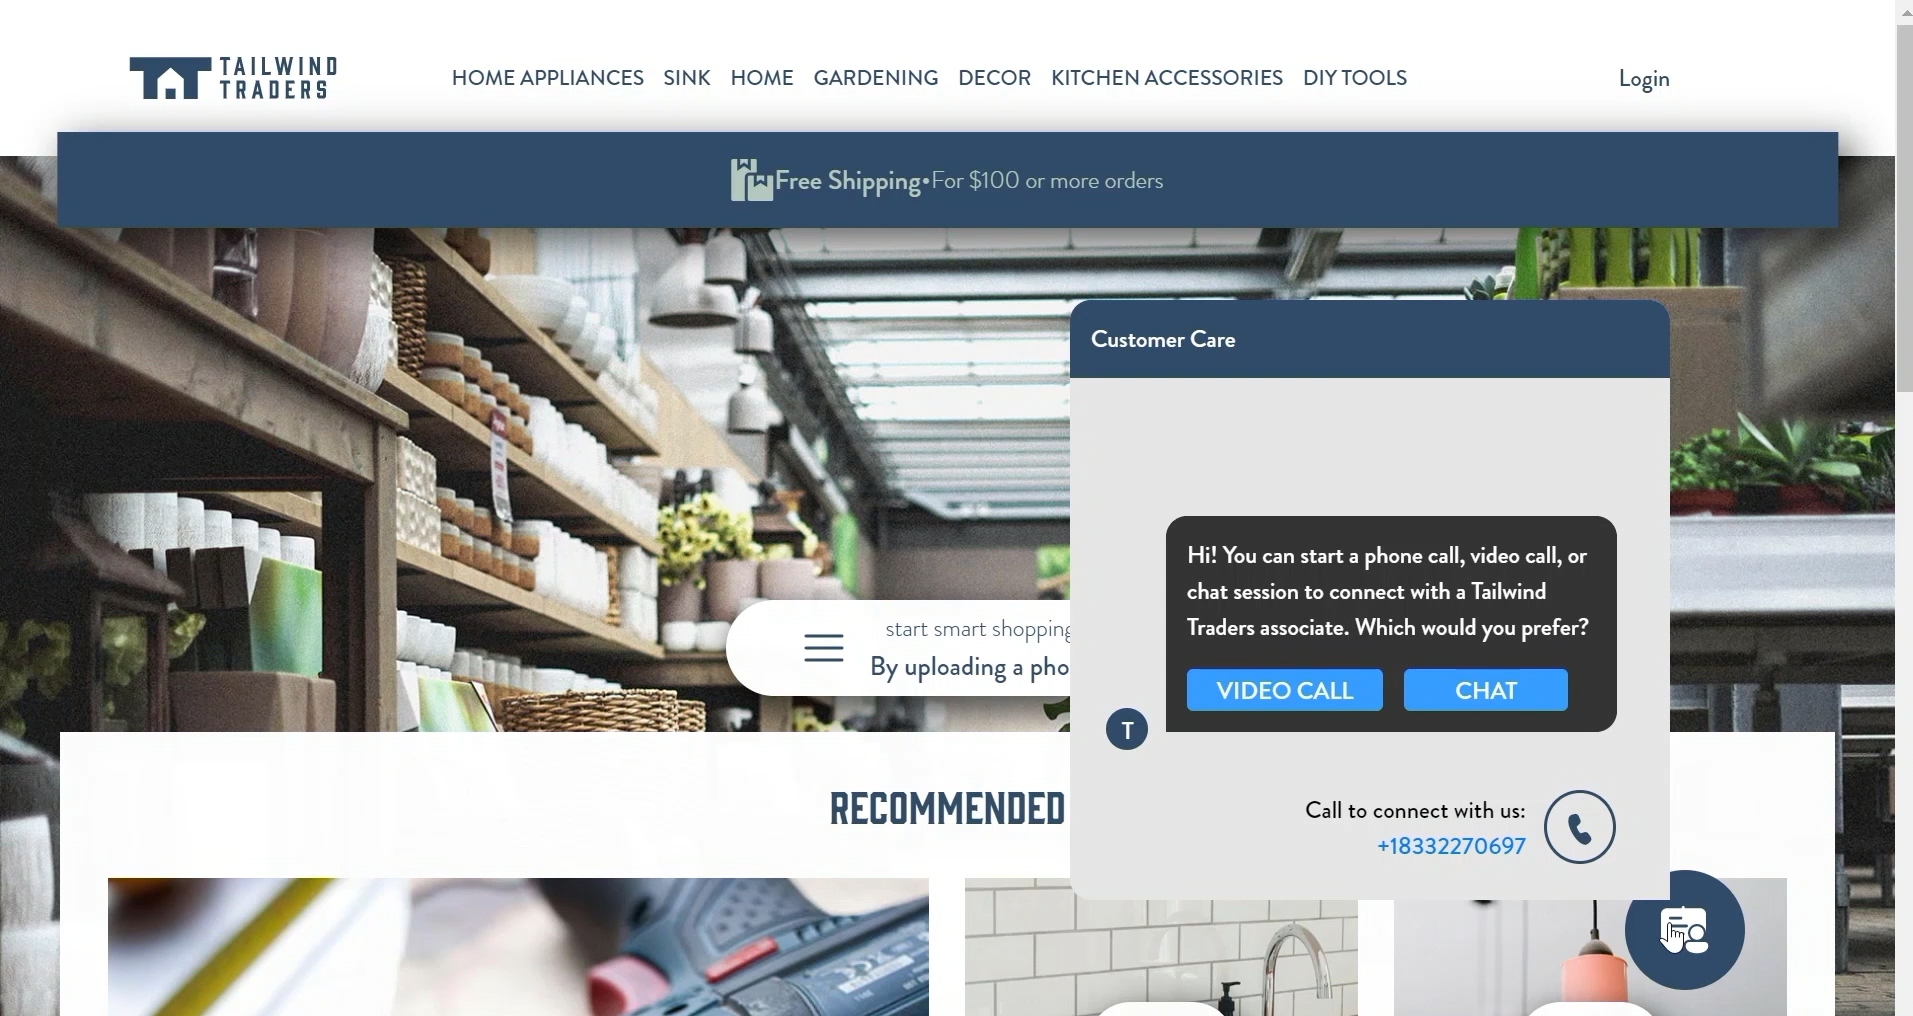 TAILWIND
TRADERS
HOME APPLIANCES SINK HOME GARDENING DECOR KITCHEN ACCESSORIES DIY TOOLS
Login
Free Shipping•For $100 or more orders
Customer Care
Hi! You can start a phone call, video call, or
chat session to connect with a Tailwind
Traders associate. Which would you prefer?
VIDEO CALL CHAT
T
start smart shopping
By uploading a pho
Call to connect with us:
+18332270697
RECOMMENDED